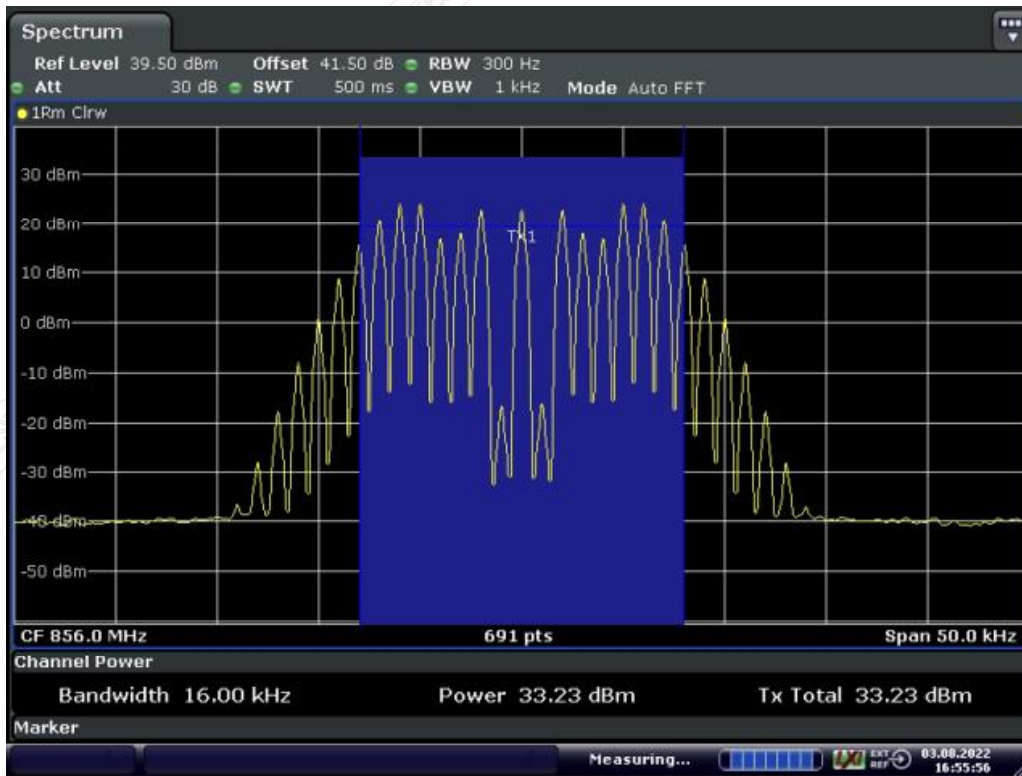 Spectrum
Ref Level 39.50 dBm Offset 41.50 dB RBW 300 Hz
Att 30 dB SWT 500 ms VBW 1 kHz Mode Auto FFT
1Rm Clrw
30 dBm
20 dBm
Tx1
10 dBm
0 dBm
-10 dBm
-20 dBm
-30 dBm
-40 dBm
-50 dBm
CF 856.0 MHz 691 pts Span 50.0 kHz
Channel Power
Bandwidth 16.00 kHz Power 33.23 dBm Tx Total 33.23 dBm
Marker
Measuring... LXI EXT REF 03.08.2022
16:55:56